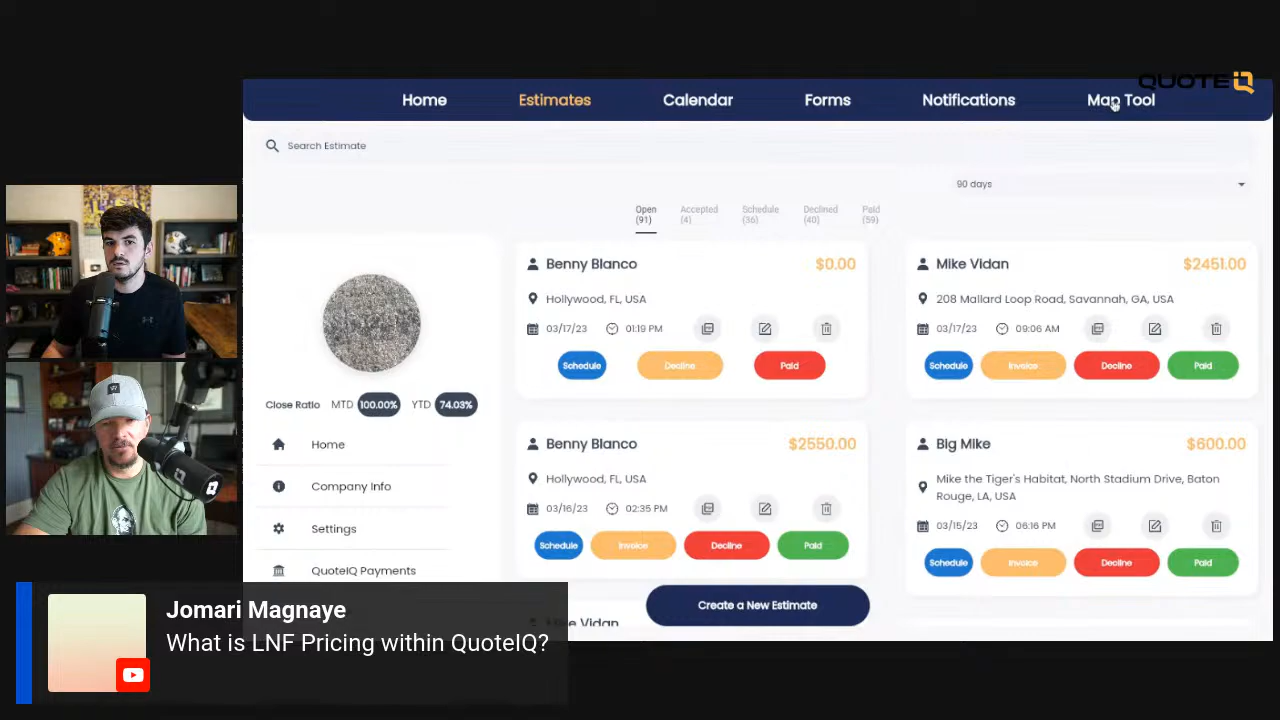 QUOTE IQ
Home
Estimates
Calendar
Forms
Notifications
Map Tool
Search Estimate
90 days
Open
(91)
Accepted
(4)
Schedule
(36)
Declined
(40)
Paid
(59)
Close Ratio MTD 100.00% YTD 74.03%
Home
Company Info
Settings
QuoteIQ Payments
Benny Blanco $0.00
Hollywood, FL, USA
03/17/23 01:19 PM
Schedule Decline Paid
Mike Vidan $2451.00
208 Mallard Loop Road, Savannah, GA, USA
03/17/23 09:06 AM
Schedule Invoice Decline Paid
Benny Blanco $2550.00
Hollywood, FL, USA
03/16/23 02:35 PM
Schedule Invoice Decline Paid
Big Mike $600.00
Mike the Tiger's Habitat, North Stadium Drive, Baton
Rouge, LA, USA
03/15/23 06:16 PM
Schedule Invoice Decline Paid
Mike Vidan
Create a New Estimate
Jomari Magnaye
What is LNF Pricing within QuoteIQ?